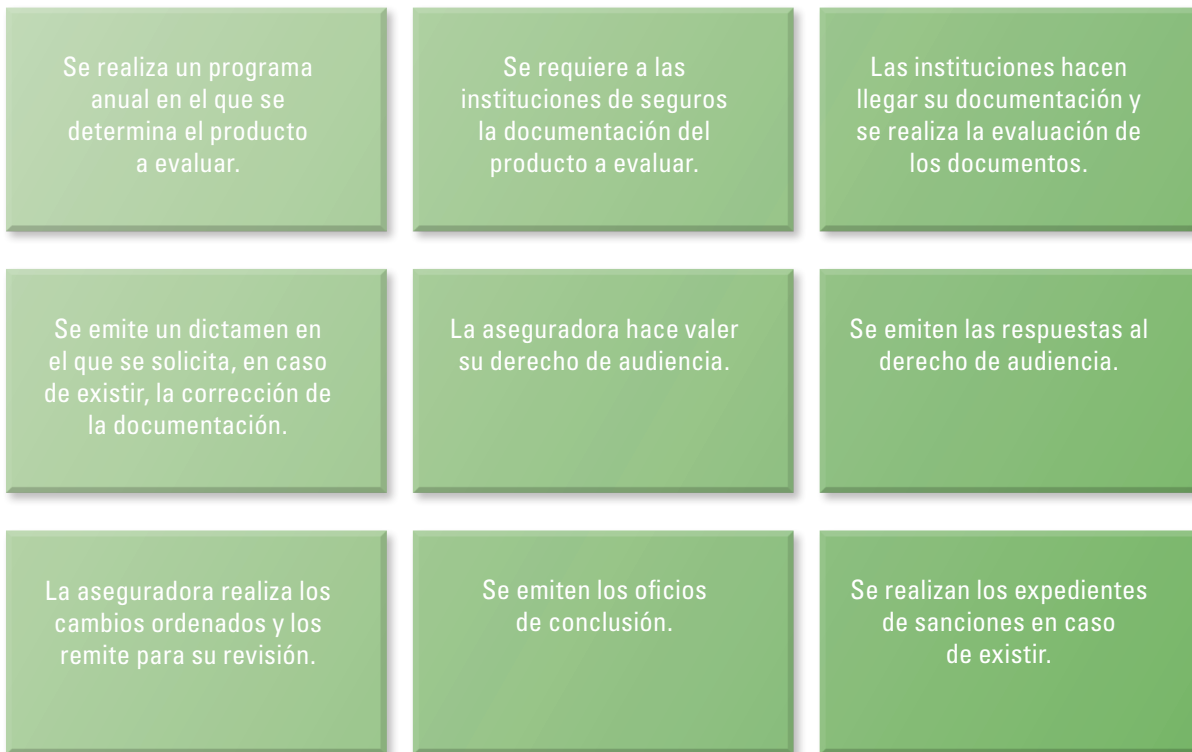 Se realiza un programa
anual en el que se
determina el producto
a evaluar.
Se requiere a las
instituciones de seguros
la documentación del
producto a evaluar.
Las instituciones hacen
llegar su documentación y
se realiza la evaluación de
los documentos.
Se emite un dictamen en
el que se solicita, en caso
de existir, la corrección de
la documentación.
La aseguradora hace valer
su derecho de audiencia.
Se emiten las respuestas al
derecho de audiencia.
La aseguradora realiza los
cambios ordenados y los
remite para su revisión.
Se emiten los oficios
de conclusión.
Se realizan los expedientes
de sanciones en caso
de existir.